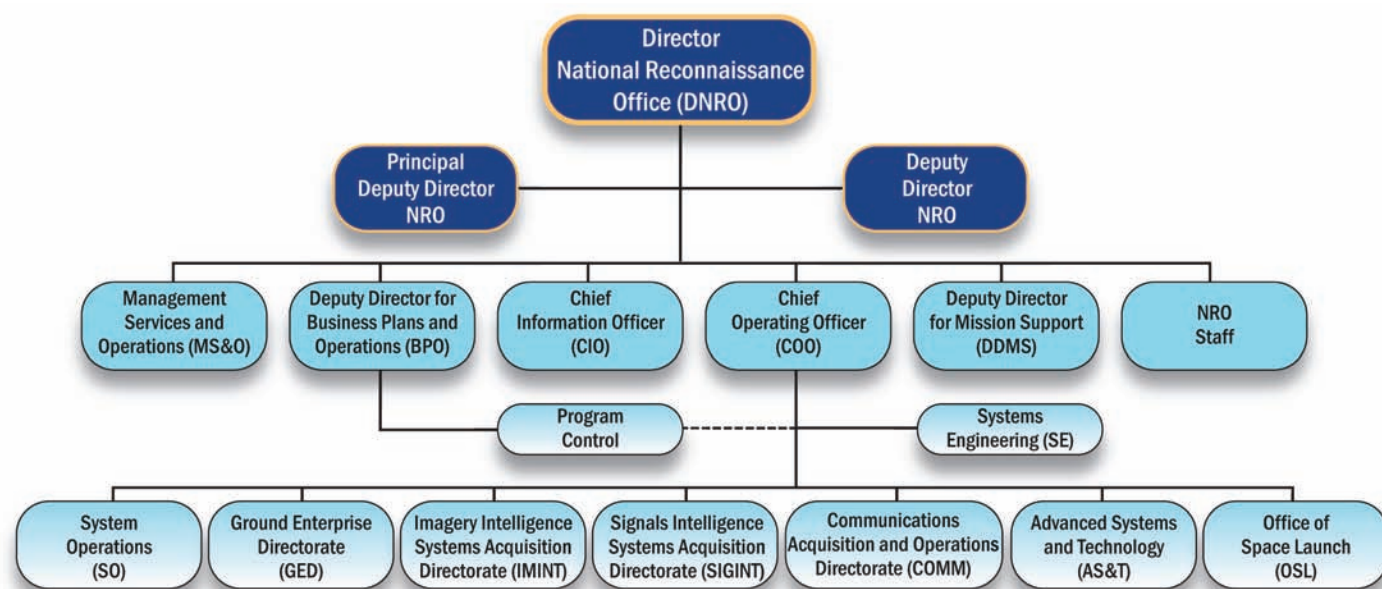 Director
National Reconnaissance
Office (DNRO)
Principal
Deputy Director
NRO
Deputy
Director
NRO
Management
Services and
Operations (MS&O)
Deputy Director for
Business Plans and
Operations (BPO)
Chief
Information Officer
(CIO)
Chief
Operating Officer
(COO)
Deputy Director
for Mission Support
(DDMS)
NRO
Staff
Program
Control
Systems
Engineering (SE)
System
Operations
(SO)
Ground Enterprise
Directorate
(GED)
Imagery Intelligence
Systems Acquisition
Directorate (IMINT)
Signals Intelligence
Systems Acquisition
Directorate (SIGINT)
Communications
Acquisition and Operations
Directorate (COMM)
Advanced Systems
and Technology
(AS&T)
Office of
Space Launch
(OSL)